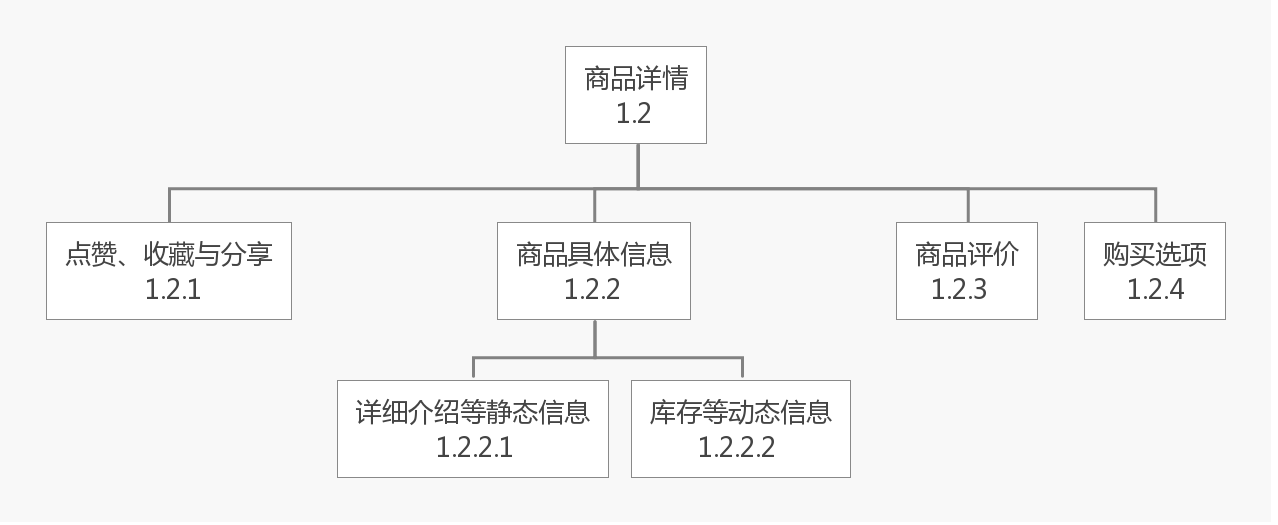 商品详情
1.2
点赞、收藏与分享
1.2.1
商品具体信息
1.2.2
商品评价
1.2.3
购买选项
1.2.4
详细介绍等静态信息
1.2.2.1
库存等动态信息
1.2.2.2